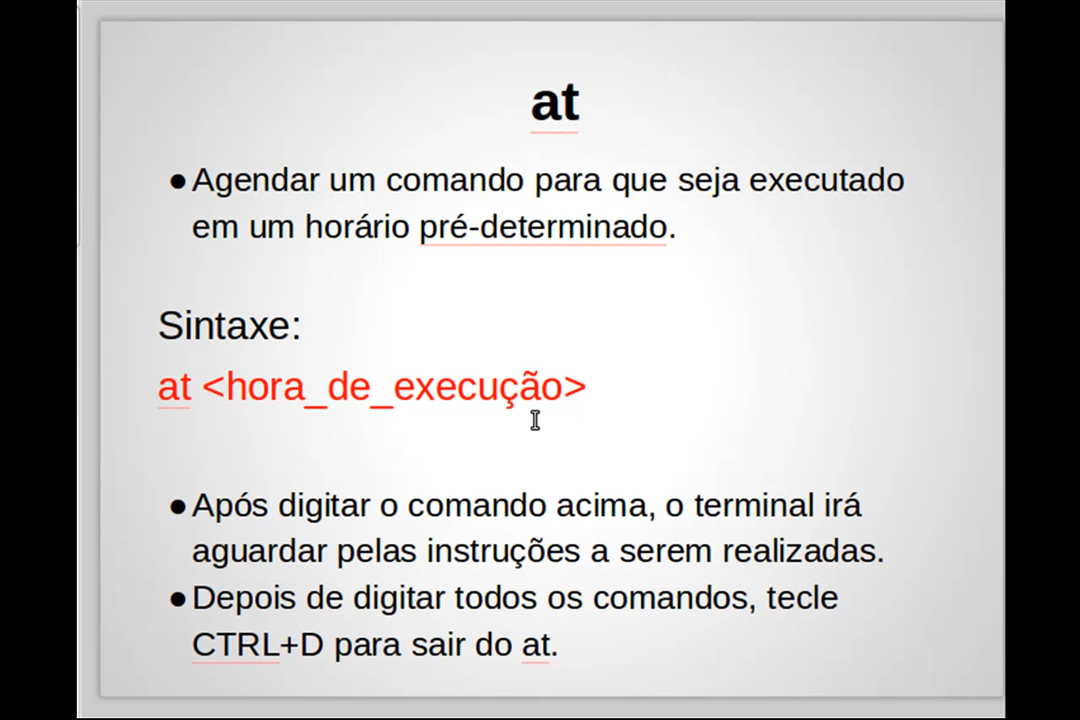 at
●Agendar um comando para que seja executado
em um horário pré-determinado.
Sintaxe:
at <hora_de_execução>
●Após digitar o comando acima, o terminal irá
aguardar pelas instruções a serem realizadas.
●Depois de digitar todos os comandos, tecle
CTRL+D para sair do at.